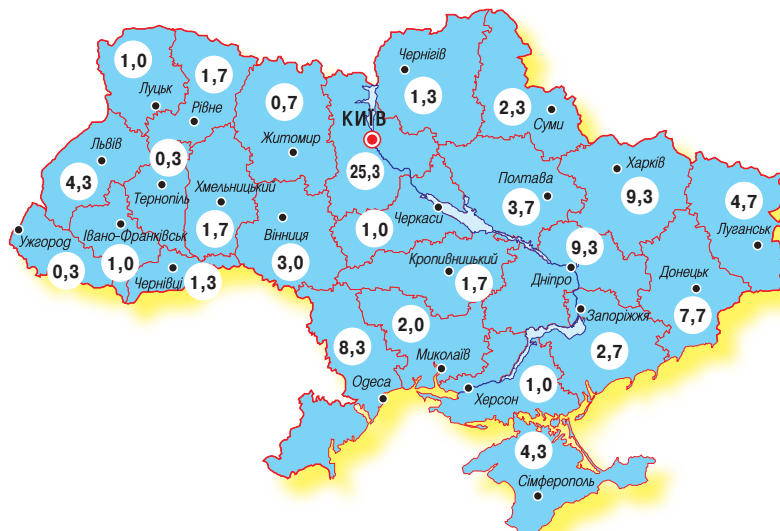 1,0
Луцьк
1,7
Рівне
0,7
Житомир
КИЇВ
25,3
Чернігів
1,3
2,3
Суми
Львів
4,3
0,3
Тернопіль
Хмельницький
1,7
Вінниця
3,0
1,0
Черкаси
Полтава
3,7
Харків
9,3
4,7
Луганськ
Ужгород
0,3
Івано-Франківськ
1,0
Чернівці
1,3
Кропивницький
1,7
9,3
Дніпро
Донецьк
7,7
Запоріжжя
2,7
8,3
Одеса
2,0
Миколаїв
Херсон
1,0
4,3
Сімферополь